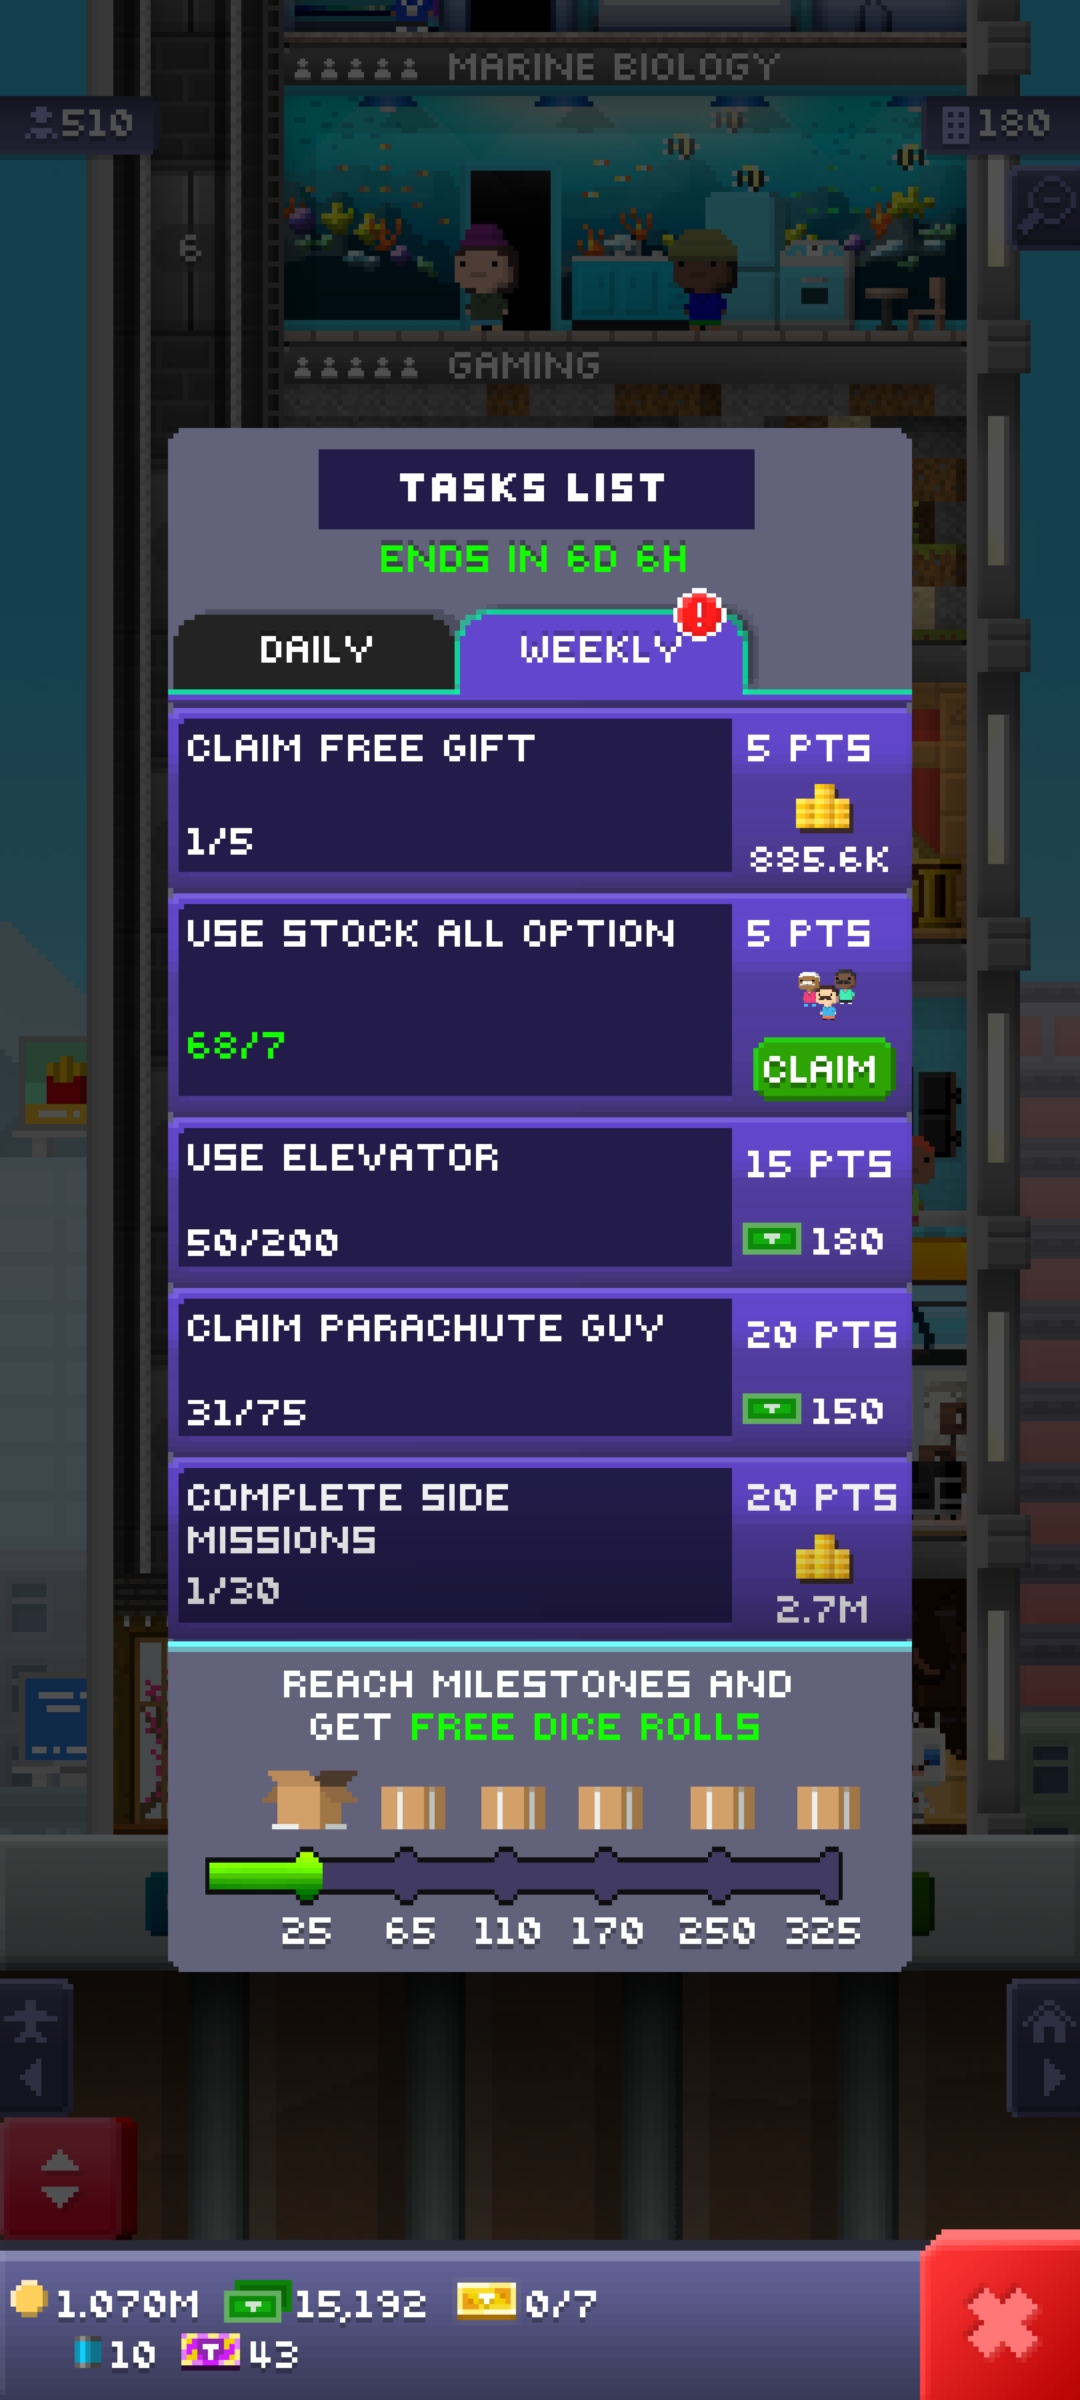 MARINE BIOLOGY
510
180
6
GAMING
TASKS LIST
ENDS IN 6D 6H
DAILY
WEEKLY
!
CLAIM FREE GIFT
5 PTS
1/5
885.6K
USE STOCK ALL OPTION
5 PTS
68/7
CLAIM
USE ELEVATOR
15 PTS
50/200
180
CLAIM PARACHUTE GUY
20 PTS
31/75
150
COMPLETE SIDE
MISSIONS
20 PTS
1/30
2.7M
REACH MILESTONES AND
GET FREE DICE ROLLS
25 65 110 170 250 325
1.070M 15,192 0/7
10 43